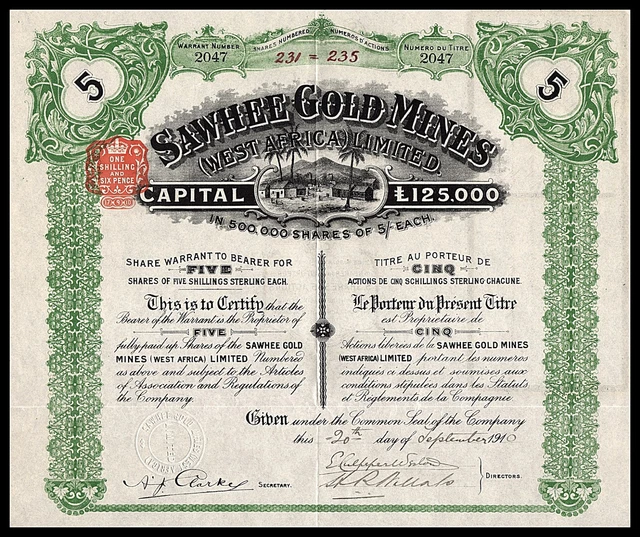 WARRANT NUMBER
2047
SHARES NUMBERED
NUMEROS D'ACTIONS
231 = 235
NUMERO DU TITRE
2047
5
5
SAWHEE GOLD MINES
(WEST AFRICA) LIMITED
ONE
SHILLING
AND
SIX PENCE
CAPITAL
£125.000
IN 500,000 SHARES OF 5/- EACH.
SHARE WARRANT TO BEARER FOR
FIVE
SHARES OF FIVE SHILLINGS STERLING EACH.
This is to Certify that the
Bearer of the Warrant is the Proprietor of
FIVE
fully paid up Shares of the SAWHEE GOLD
MINES (WEST AFRICA) LIMITED Numbered
as above and subject to the Articles
of Association and Regulations of
the Company.
TITRE AU PORTEUR DE
CINQ
ACTIONS DE CINQ SCHILLINGS STERLING CHACUNE.
Le Porteur du Présent Titre
est Propriétaire de
CINQ
Actions libérées de la SAWHEE GOLD MINES
(WEST AFRICA) LIMITED portant les numeros
indiqués ci dessus et soumises aux
conditions stipulées dans les Statuts
et Réglements de la Compagnie.
Given under the Common Seal of the Company
this 20th day of September 1910
SECRETARY.
DIRECTORS.